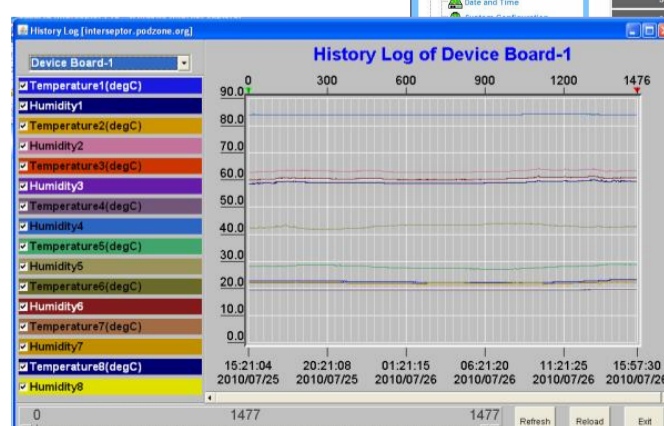 Date and Time
System Configuration
History Log [interseptor.podzone.org]
Device Board-1
History Log of Device Board-1
Temperature1(degC)
Humidity1
Temperature2(degC)
Humidity2
Temperature3(degC)
Humidity3
Temperature4(degC)
Humidity4
Temperature5(degC)
Humidity5
Temperature6(degC)
Humidity6
Temperature7(degC)
Humidity7
Temperature8(degC)
Humidity8
0 300 600 900 1200 1476
90.0
80.0
70.0
60.0
50.0
40.0
30.0
20.0
10.0
0.0
15:21:04 20:21:08 01:21:15 06:21:20 11:21:25 15:57:30
2010/07/25 2010/07/25 2010/07/26 2010/07/26 2010/07/26 2010/07/26
0 1477 1477
Refresh Reload Exit